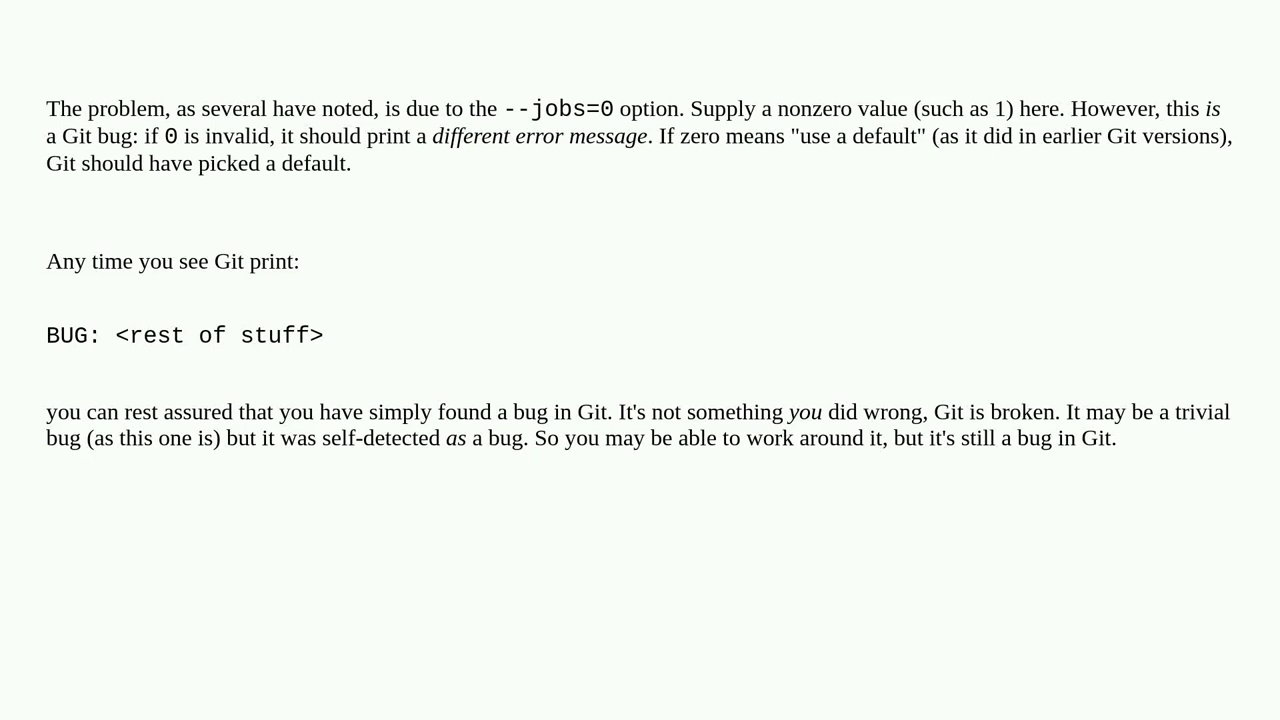 The problem, as several have noted, is due to the --jobs=0 option. Supply a nonzero value (such as 1) here. However, this is
a Git bug: if 0 is invalid, it should print a different error message. If zero means "use a default" (as it did in earlier Git versions),
Git should have picked a default.
Any time you see Git print:
BUG: <rest of stuff>
you can rest assured that you have simply found a bug in Git. It's not something you did wrong, Git is broken. It may be a trivial
bug (as this one is) but it was self-detected as a bug. So you may be able to work around it, but it's still a bug in Git.